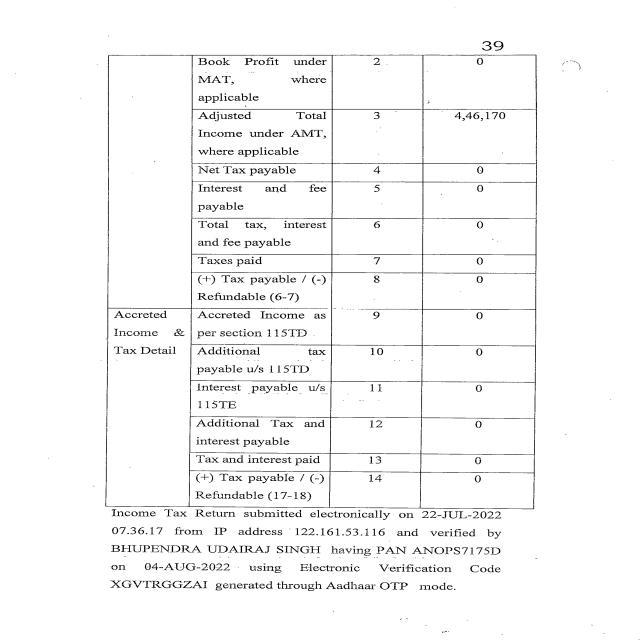 39
Book Profit under 2 0
MAT, where
applicable
Adjusted Total 3 4,46,170
Income under AMT,
where applicable
Net Tax payable 4 0
Interest and fee 5 0
payable
Total tax, interest 6 0
and fee payable
Taxes paid 7 0
(+) Tax payable / (-) 8 0
Refundable (6-7)
Accreted Accreted Income as 9 0
Income & per section 115TD
Tax Detail Additional tax 10 0
payable u/s 115TD
Interest payable u/s 11 0
115TE
Additional Tax and 12 0
interest payable
Tax and interest paid 13 0
(+) Tax payable / (-) 14 0
Refundable (17-18)
Income Tax Return submitted electronically on 22-JUL-2022
07.36.17 from IP address 122.161.53.116 and verified by
BHUPENDRA UDAIRAJ SINGH having PAN ANOPS7175D
on 04-AUG-2022 using Electronic Verification Code
XGVTRGGZAI generated through Aadhaar OTP mode.